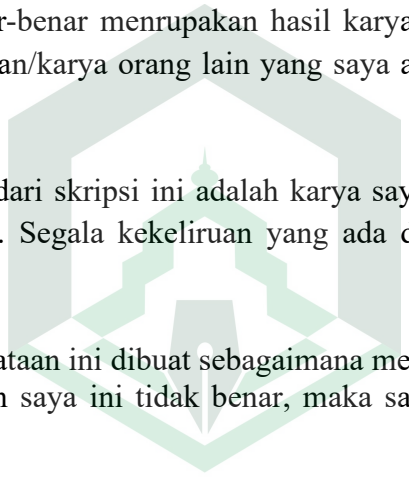 r-benar menrupakan hasil karya
an/karya orang lain yang saya a
dari skripsi ini adalah karya say
. Segala kekeliruan yang ada d
ataan ini dibuat sebagaimana me
n saya ini tidak benar, maka sa